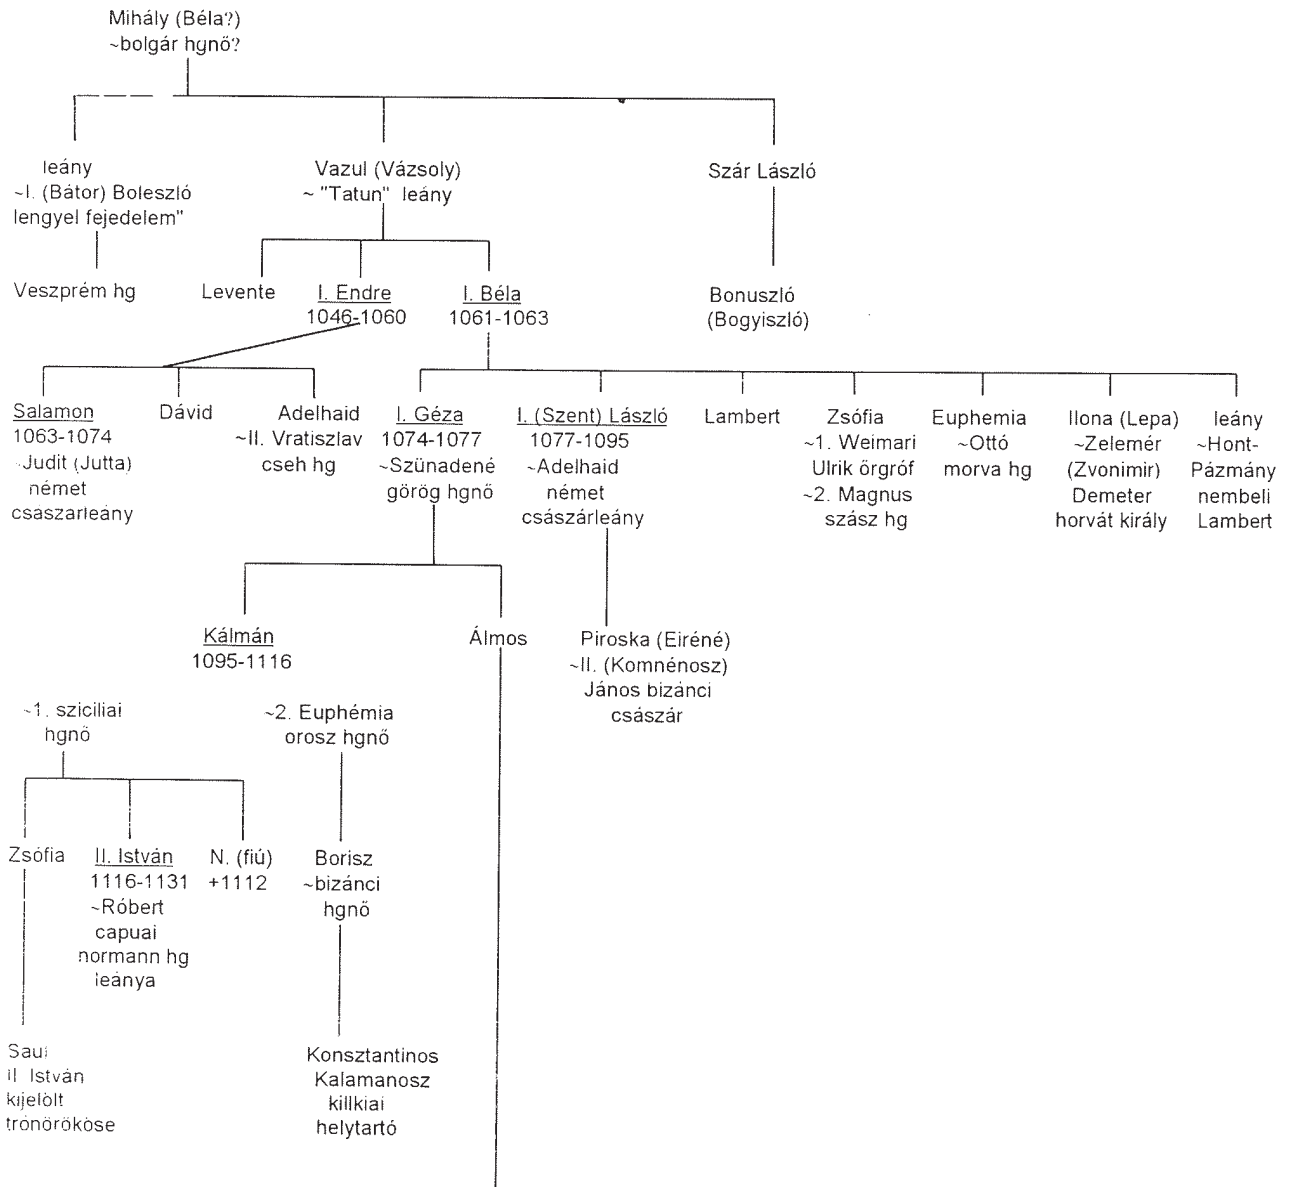 Mihály (Béla?)
~bolgár hgnő?
leány
~I. (Bátor) Boleszló
lengyel fejedelem"
Veszprém hg
Vazul (Vázsoly)
~ "Tatun" leány
Szár László
Bonuszló
(Bogyiszló)
Levente
I. Endre
1046-1060
I. Béla
1061-1063
Salamon
1063-1074
~Judit (Jutta)
német
császarleány
Dávid
Adelhaid
~II. Vratiszlav
cseh hg
I. Géza
1074-1077
~Szünadené
görög hgnő
I. (Szent) László
1077-1095
~Adelhaid
német
császárleány
Lambert
Zsófia
~1. Weimari
Ulrik őrgróf
~2. Magnus
szász hg
Euphemia
~Ottó
morva hg
Ilona (Lepa)
~Zelemér
(Zvonimir)
Demeter
horvát király
leány
~Hont-
Pázmány
nembeli
Lambert
Kálmán
1095-1116
Álmos
Piroska (Eiréné)
~II. (Komnénosz)
János bizánci
császár
~1. sziciliai
hgnő
~2. Euphémia
orosz hgnő
Zsófia
II. István
1116-1131
~Róbert
capuai
normann hg
leánya
N. (fiú)
+1112
Borisz
~bizánci
hgnő
Saul
II István
kijelölt
trónörököse
Konsztantinos
Kalamanosz
killkiai
helytartó